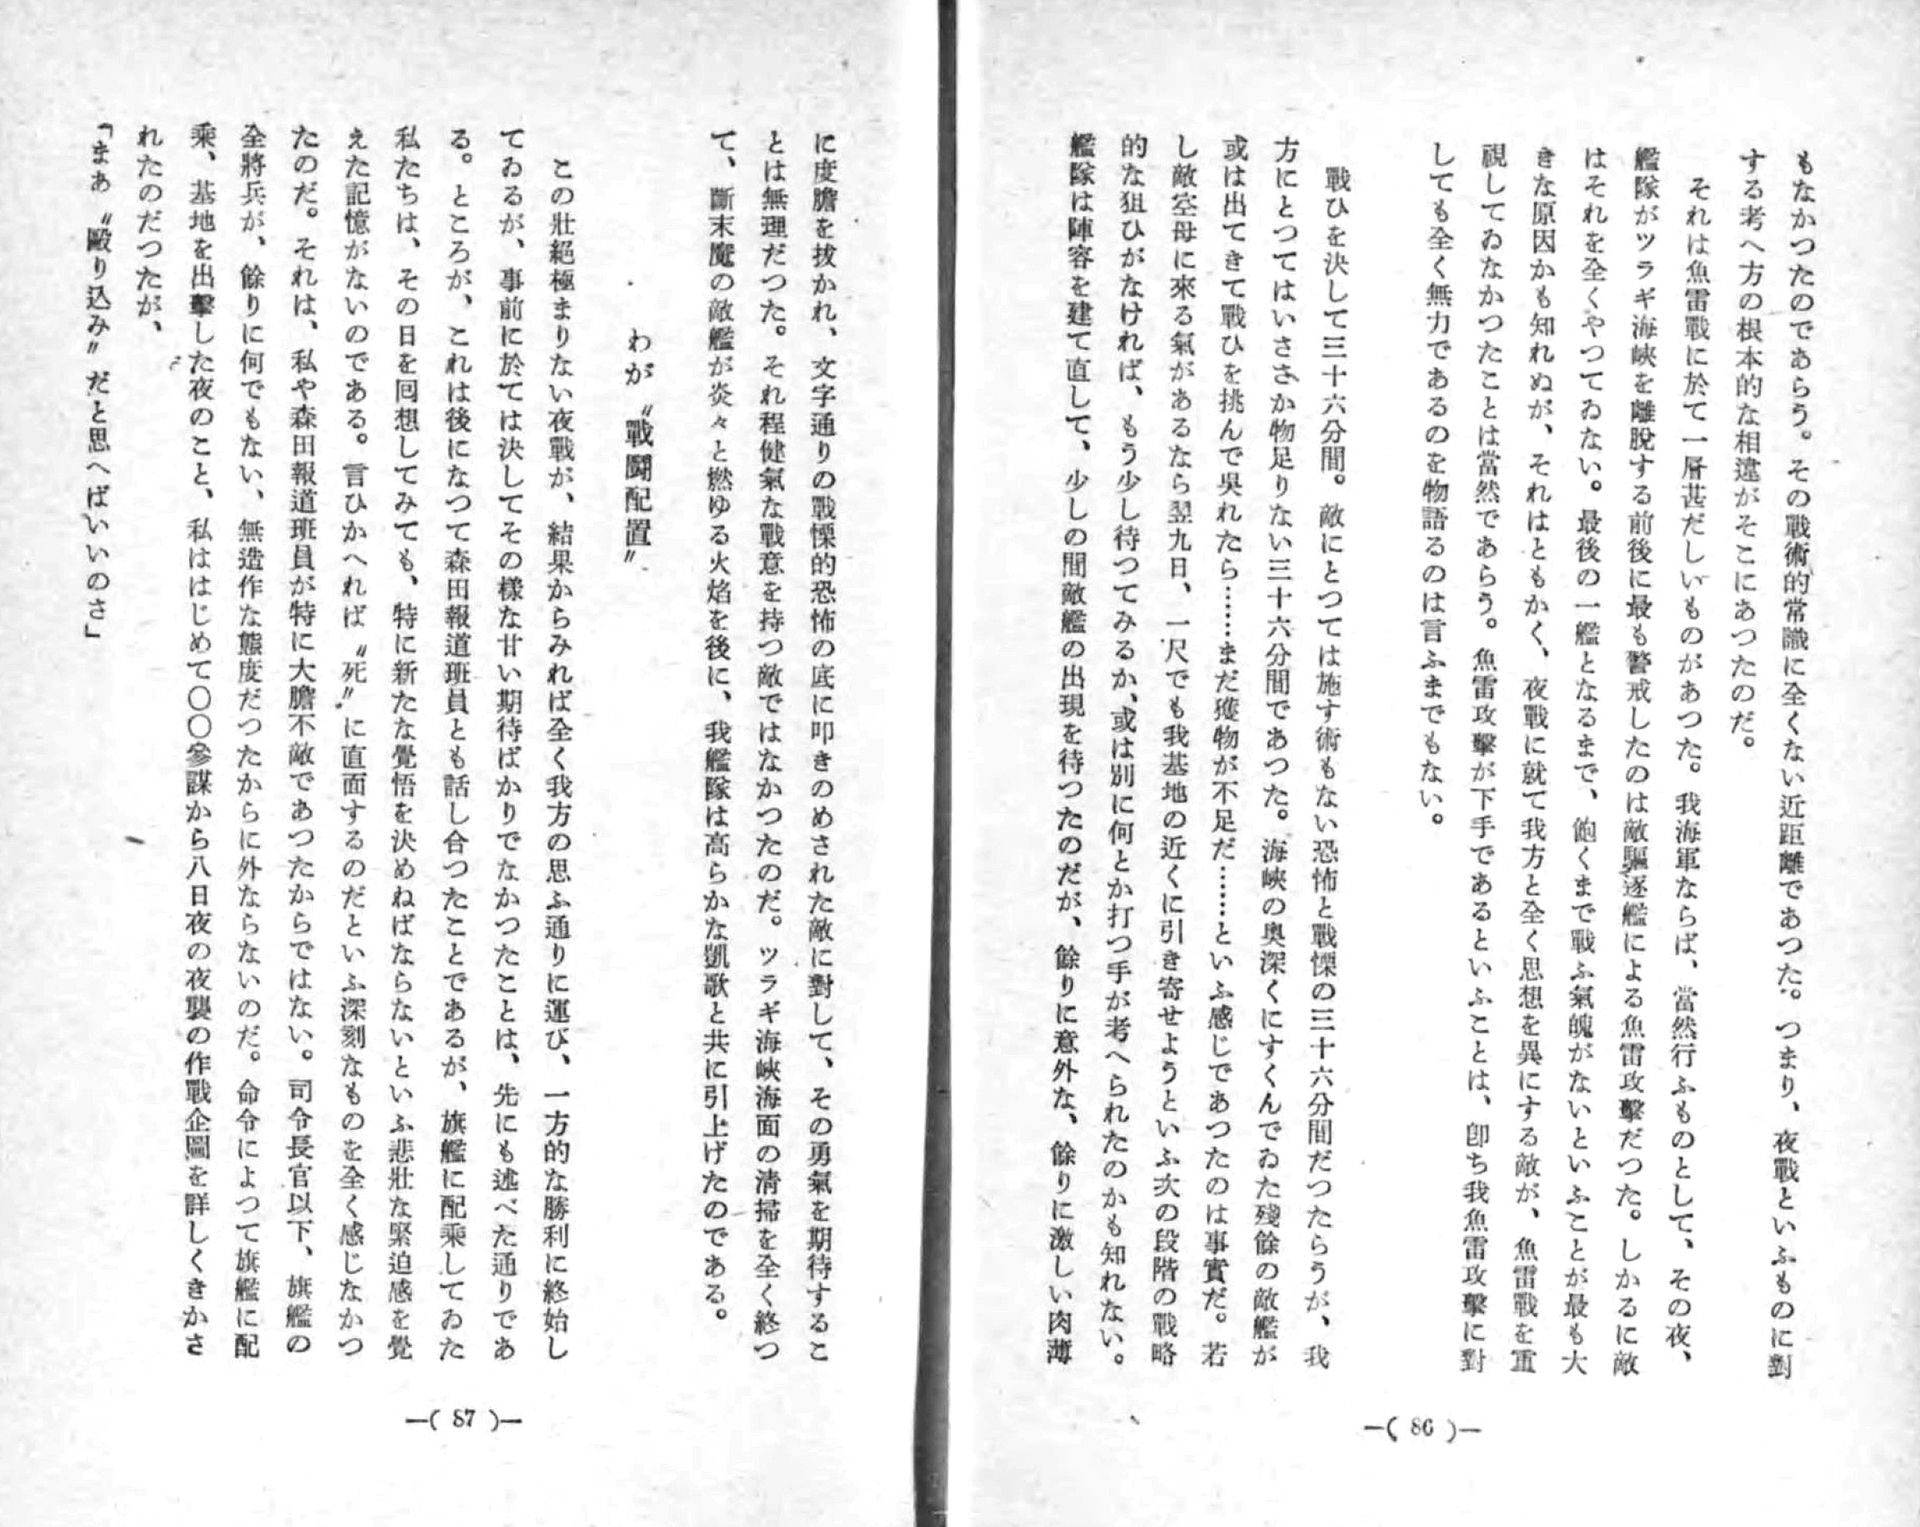 もなかつたのであらう。その戰術的常識に全くない近距離であつた。つまり、夜戰といふものに對
する考へ方の根本的な相違がそこにあつたのだ。
それは魚雷戰に於て一層甚だしいものがあつた。我海軍ならば、當然行ふものとして、その夜、
艦隊がツラギ海峡を離脫する前後に最も警戒したのは敵驅逐艦による魚雷攻擊だつた。しかるに敵
はそれを全くやつてゐない。最後の一艦となるまで、飽くまで戰ふ氣魄がないといふことが最も大
きな原因かも知れぬが、それはともかく、夜戰に就て我方と全く思想を異にする敵が、魚雷戰を重
視してゐなかつたことは當然であらう。魚雷攻擊が下手であるといふことは、卽ち我魚雷攻擊に對
しても全く無力であるのを物語るのは言ふまでもない。
戰ひを決して三十六分間。敵にとつては施す術もない恐怖と戰慄の三十六分間だつたらうが、我
方にとつてはいささか物足りない三十六分間であつた。海峡の奥深くにすくんでゐた殘餘の敵艦が
或は出てきて戰ひを挑んで吳れたら……まだ獲物が不足だ……といふ感じであつたのは事實だ。若
し敵空母に來る氣があるなら翌九日、一尺でも我基地の近くに引き寄せようといふ次の段階の戰略
的な狙ひがなければ、もう少し待つてみるか、或は別に何とか打つ手が考へられたのかも知れない。
艦隊は陣容を建て直して、少しの間敵艦の出現を待つたのだが、餘りに意外な、餘りに激しい肉薄
—( 86 )—
に度膽を拔かれ、文字通りの戰慄的恐怖の底に叩きのめされた敵に對して、その勇氣を期待するこ
とは無理だつた。それ程健氣な戰意を持つ敵ではなかつたのだ。ツラギ海峡海面の淸掃を全く終つ
て、斷末魔の敵艦が炎々と燃ゆる火焰を後に、我艦隊は高らかな凱歌と共に引上げたのである。
わが〝戰鬪配置〟
この壯絕極まりない夜戰が、結果からみれば全く我方の思ふ通りに運び、一方的な勝利に終始し
てゐるが、事前に於ては決してその樣な甘い期待ばかりでなかつたことは、先にも述べた通りであ
る。ところが、これは後になつて森田報道班員とも話し合つたことであるが、旗艦に配乘してゐた
私たちは、その日を囘想してみても、特に新たな覺悟を決めねばならないといふ悲壯な緊迫感を覺
えた記憶がないのである。言ひかへれば〝死〟に直面するのだといふ深刻なものを全く感じなかつ
たのだ。それは、私や森田報道班員が特に大膽不敵であつたからではない。司令長官以下、旗艦の
全將兵が、餘りに何でもない、無造作な態度だつたからに外ならないのだ。命令によつて旗艦に配
乘、基地を出擊した夜のこと、私ははじめて〇〇參謀から八日夜の夜襲の作戰企圖を詳しくきかさ
れたのだつたが、
「まあ〝毆り込み〟だと思へばいいのさ」
—( 87 )—